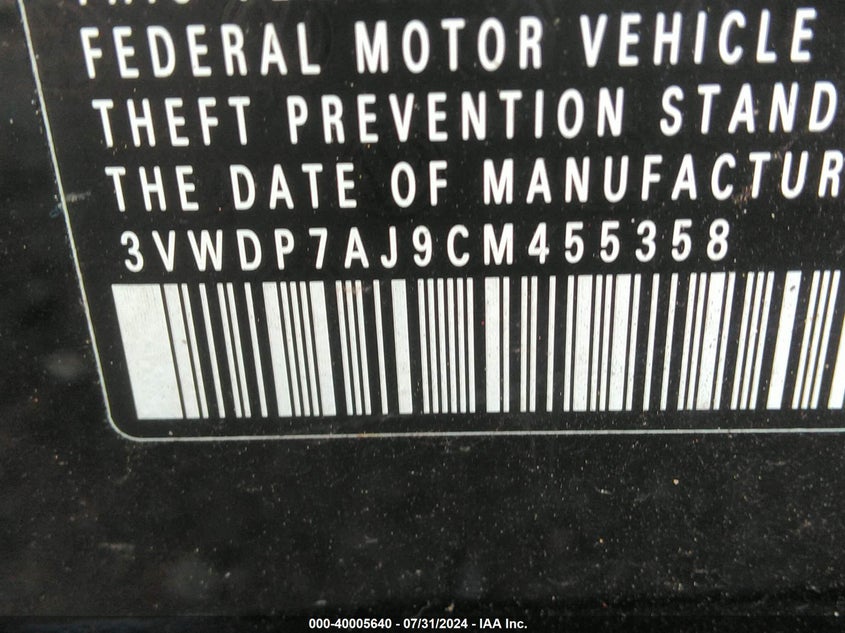 FEDERAL MOTOR VEHICLE
THEFT PREVENTION STAND
THE DATE OF MANUFACTUR
3VWDP7AJ9CM455358
000-40005640 - 07/31/2024 - IAA Inc.